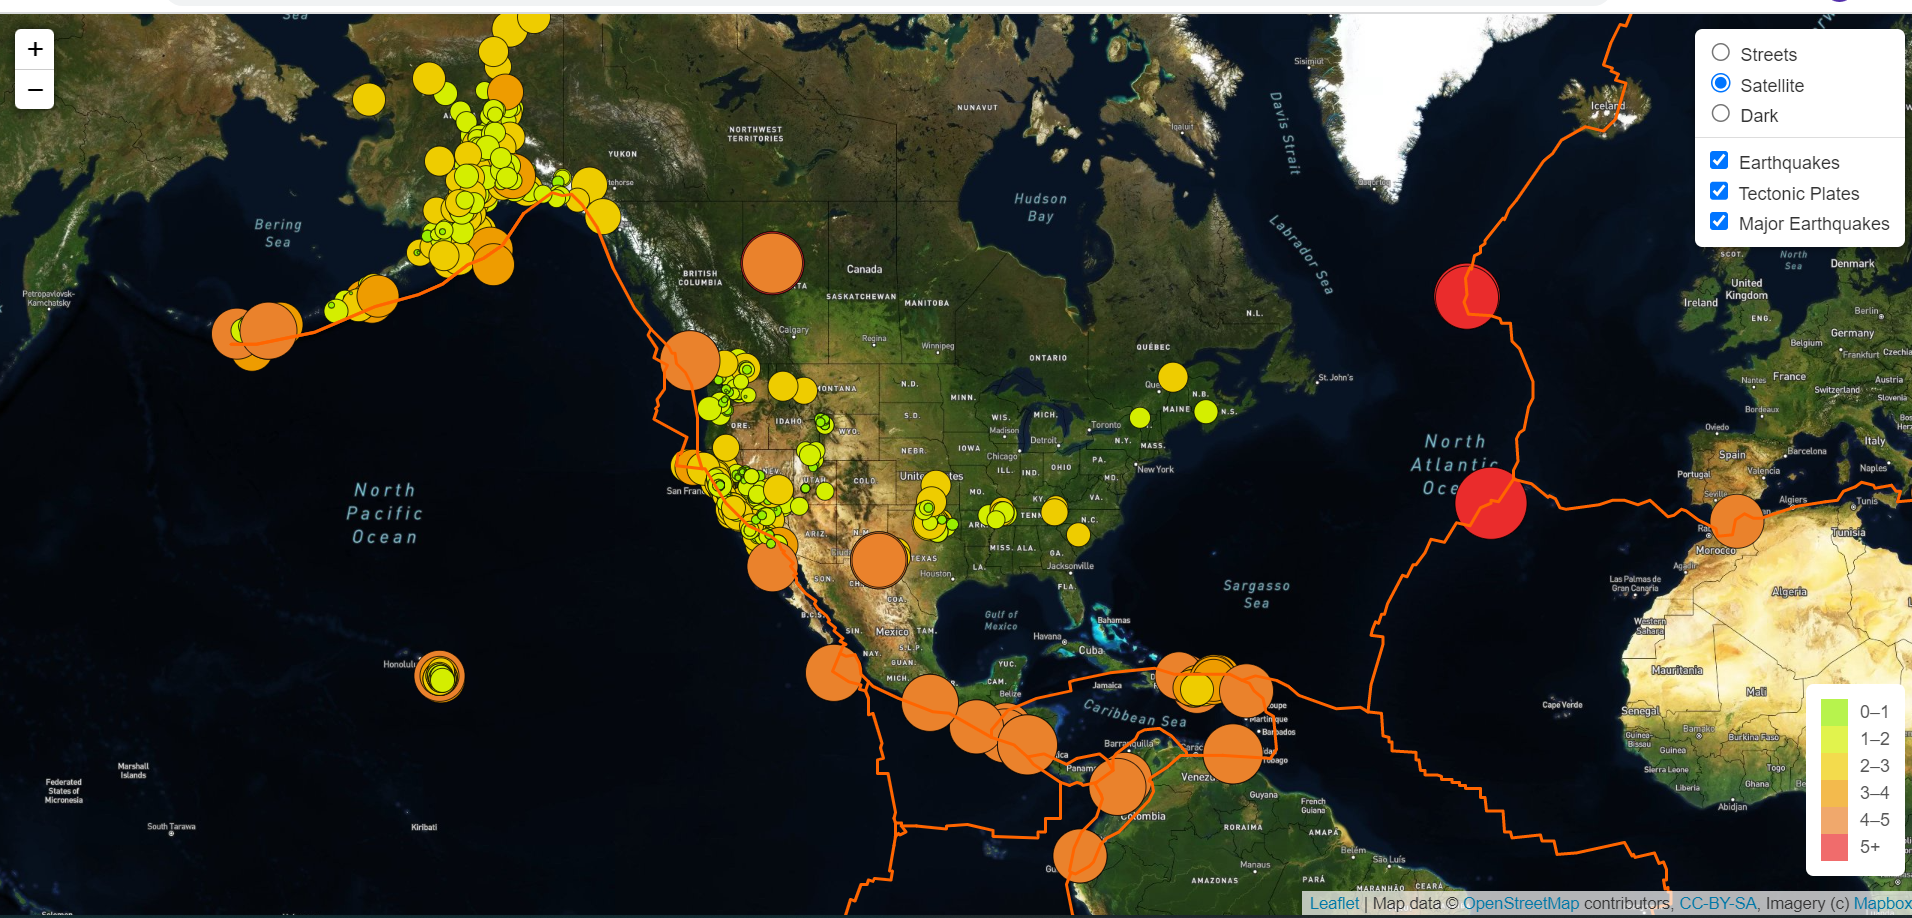 Sea
+
−
Streets
Satellite
Dark
Earthquakes
Tectonic Plates
Major Earthquakes
Sisimiut
Davis Strait
Iceland
NUNAVUT
NORTHWEST
TERRITORIES
Iqaluit
YUKON
Qaqortoq
Hudson
Bay
Labrador Sea
Bering
Sea
Petropavlovsk-
Kamchatsky
BRITISH
COLUMBIA
Canada
SASKATCHEWAN
MANITOBA
N.L.
SCOT.
North
Sea
Denmark
United
Kingdom
Ireland
ENG.
Berlin
Germany
Belgium
Frankfurt
Czechia
Calgary
Regina
Winnipeg
ONTARIO
QUÉBEC
St. John's
Nantes
France
Switzerland
Austria
Slovenia
Bordeaux
MONTANA
N.D.
MINN.
N.B.
MAINE
N.S.
IDAHO
S.D.
WIS.
MICH.
Madison
Toronto
Detroit
ORE.
WYO.
N.Y.
MASS.
NEBR.
IOWA
Chicago
PA.
New York
Oviedo
Italy
Barcelona
Spain
Naples
Portugal
Valencia
Seville
Algiers
Tunis
Tunisia
NEV.
UTAH
COLO.
ILL.
IND.
OHIO
MD.
MO.
KY.
VA.
San Fran
North
Atlantic
Oce
North
Pacific
Ocean
ARIZ.
N.M.
TENN
N.C.
MISS.
ALA.
GA.
TEXAS
LA.
Jacksonville
Houston
FLA.
SON.
COA.
B.C.S.
Morocco
Agadir
Las Palmas de
Gran Canaria
Algeria
Western
Sahara
Sargasso
Sea
Gulf of
Mexico
Bahamas
Havana
Cuba
SIN.
Mexico
TAM.
NAY.
S.L.P.
GUAN.
MICH.
YUC.
CAM.
Belize
Jamaica
Honolulu
Mauritania
Mali
Cape Verde
Senegal
Caribbean Sea
Martinique
Barbados
Tobago
Barranquilla
Panama
Venezu
Guyana
French
Guiana
Colombia
RORAIMA
AMAPÁ
Belém
São Luís
Manaus
AMAZONAS
PARÁ
MARANHÃO
CEARÁ
Guinea-
Bissau
Bamako
Burkina Faso
Guinea
Sierra Leone
Togo
Ghana
Liberia
Abidjan
Marshall
Islands
Federated
States of
Micronesia
South Tarawa
Kiribati
0–1
1–2
2–3
3–4
4–5
5+
Leaflet | Map data © OpenStreetMap contributors, CC-BY-SA, Imagery (c) Mapbox